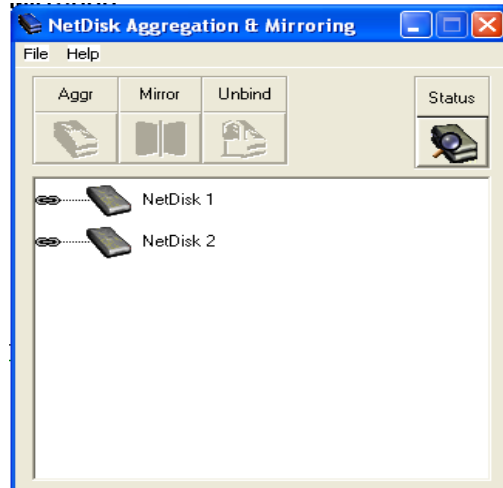 NetDisk Aggregation & Mirroring
File Help
Aggr Mirror Unbind Status
NetDisk 1
NetDisk 2